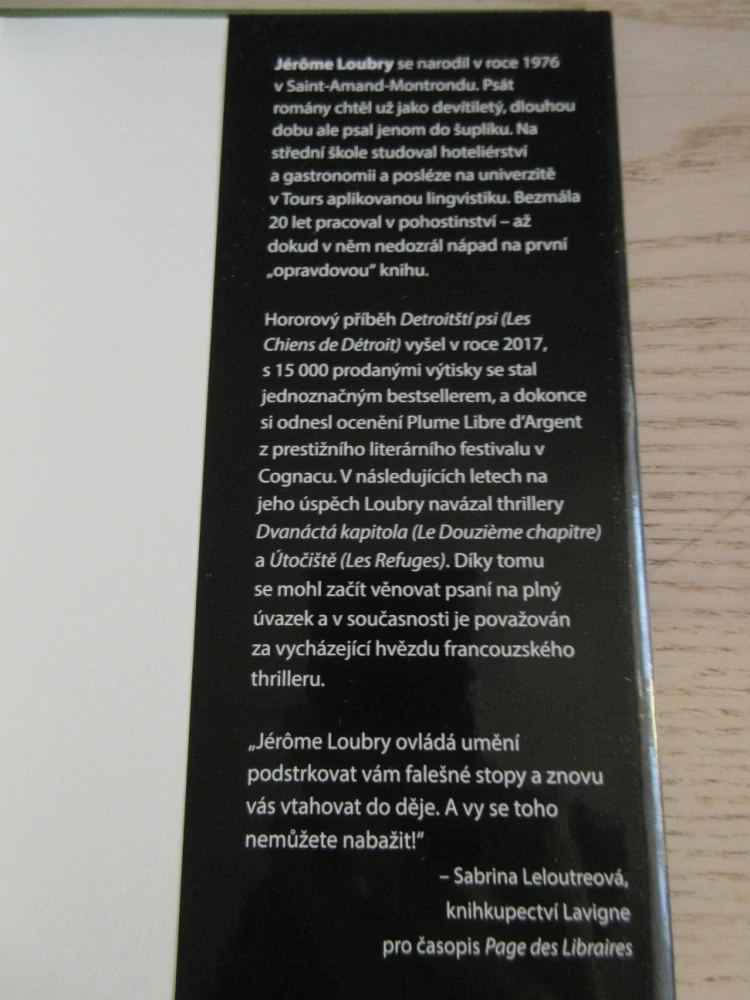 Jérôme Loubry se narodil v roce 1976
v Saint-Amand-Montrondu. Psát
romány chtěl už jako devítiletý, dlouhou
dobu ale psal jenom do šuplíku. Na
střední škole studoval hoteliérství
a gastronomii a posléze na univerzitě
v Tours aplikovanou lingvistiku. Bezmála
20 let pracoval v pohostinství – až
dokud v něm nedozrál nápad na první
„opravdovou“ knihu.
Hororový příběh Detroitští psi (Les
Chiens de Détroit) vyšel v roce 2017,
s 15 000 prodanými výtisky se stal
jednoznačným bestsellerem, a dokonce
si odnesl ocenění Plume Libre d’Argent
z prestižního literárního festivalu v
Cognacu. V následujících letech na
jeho úspěch Loubry navázal thrillery
Dvanáctá kapitola (Le Douzième chapitre)
a Útočiště (Les Refuges). Díky tomu
se mohl začít věnovat psaní na plný
úvazek a v současnosti je považován
za vycházející hvězdu francouzského
thrilleru.
„Jérôme Loubry ovládá umění
podstrkovat vám falešné stopy a znovu
vás vtahovat do děje. A vy se toho
nemůžete nabažit!“
– Sabrina Leloutreová,
knihkupectví Lavigne
pro časopis Page des Libraires